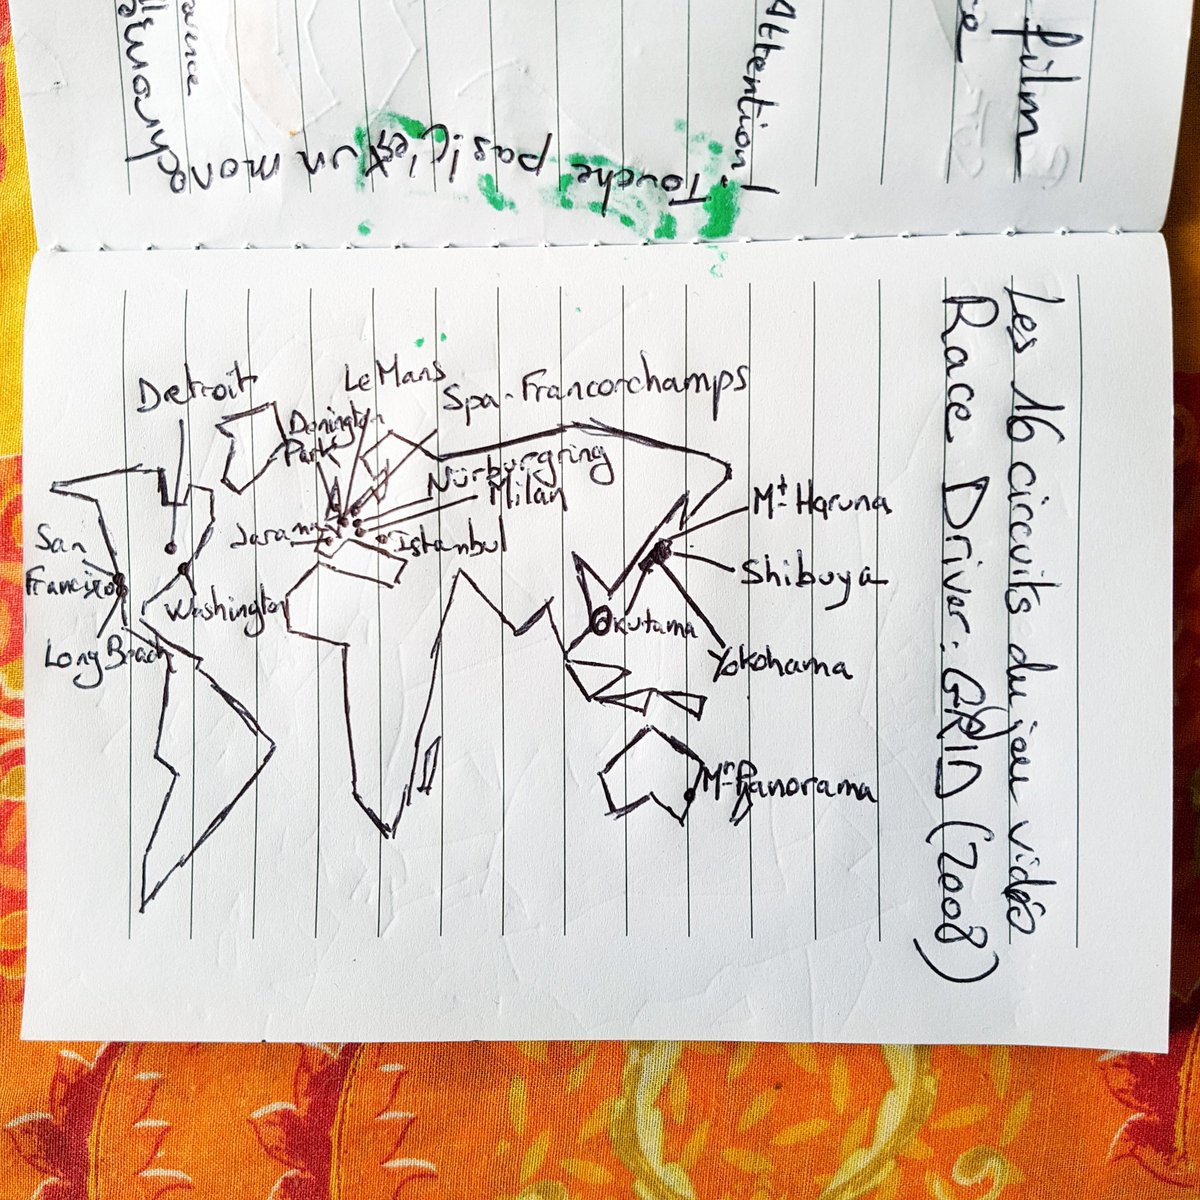 Les 16 circuits du jeu vidéo
Race Driver: GRID (2008)
Detroit
Le Mans
Spa-Francorchamps
Donington
Park
Nürburgring
Milan
Jarama
Istanbul
San
Francisco
Washington
Long Beach
Mt Haruna
Shibuya
Okutama
Yokohama
Mt Panorama
film
ce
Attention!
Touche pas! C'est un mono
chrom